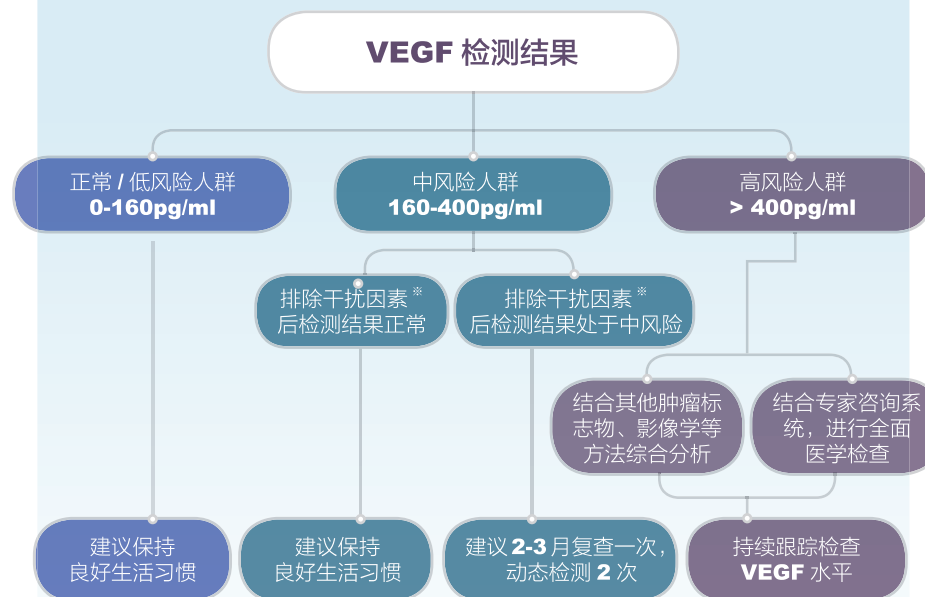 VEGF 检测结果
正常 / 低风险人群
0-160pg/ml
中风险人群
160-400pg/ml
高风险人群
> 400pg/ml
排除干扰因素※
后检测结果正常
排除干扰因素※
后检测结果处于中风险
结合其他肿瘤标
志物、影像学等
方法综合分析
结合专家咨询系
统，进行全面
医学检查
建议保持
良好生活习惯
建议保持
良好生活习惯
建议 2-3 月复查一次，
动态检测 2 次
持续跟踪检查
VEGF 水平